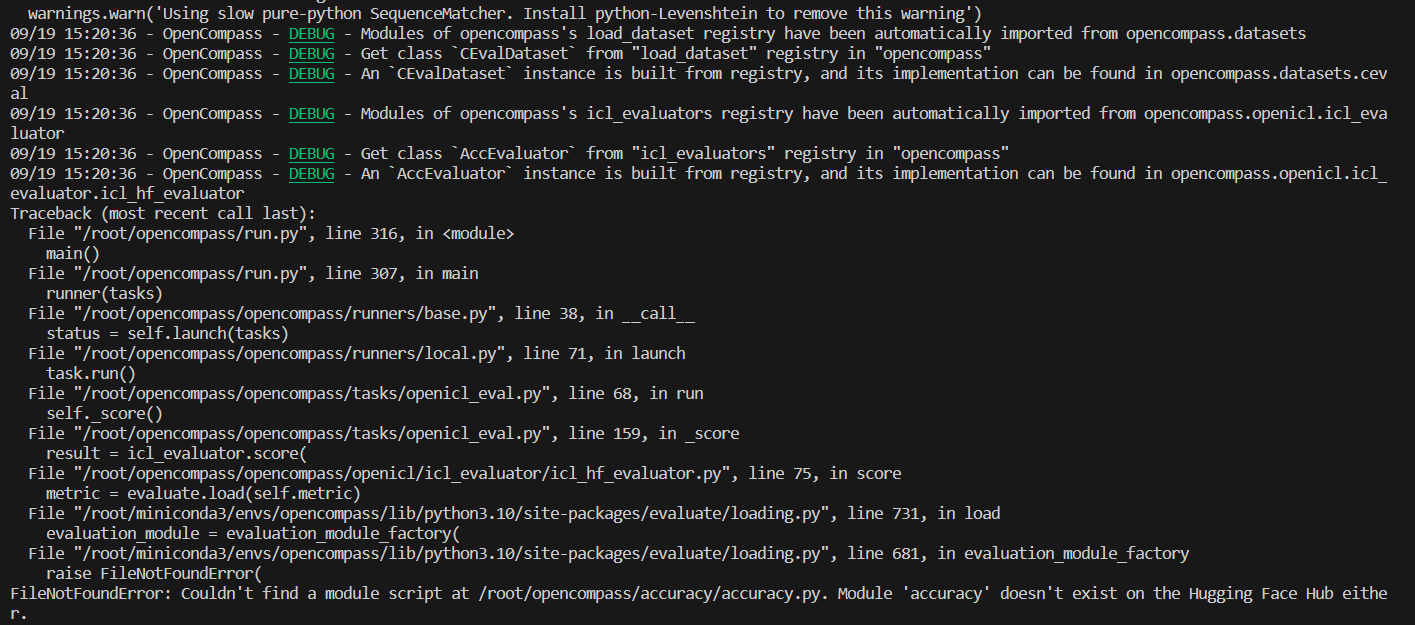 warnings.warn('Using slow pure-python SequenceMatcher. Install python-Levenshtein to remove this warning')
09/19 15:20:36 - OpenCompass - DEBUG - Modules of opencompass's load_dataset registry have been automatically imported from opencompass.datasets
09/19 15:20:36 - OpenCompass - DEBUG - Get class `CEvalDataset` from "load_dataset" registry in "opencompass"
09/19 15:20:36 - OpenCompass - DEBUG - An `CEvalDataset` instance is built from registry, and its implementation can be found in opencompass.datasets.cev
al
09/19 15:20:36 - OpenCompass - DEBUG - Modules of opencompass's icl_evaluators registry have been automatically imported from opencompass.openicl.icl_eva
luator
09/19 15:20:36 - OpenCompass - DEBUG - Get class `AccEvaluator` from "icl_evaluators" registry in "opencompass"
09/19 15:20:36 - OpenCompass - DEBUG - An `AccEvaluator` instance is built from registry, and its implementation can be found in opencompass.openicl.icl_
evaluator.icl_hf_evaluator
Traceback (most recent call last):
  File "/root/opencompass/run.py", line 316, in <module>
    main()
  File "/root/opencompass/run.py", line 307, in main
    runner(tasks)
  File "/root/opencompass/opencompass/runners/base.py", line 38, in __call__
    status = self.launch(tasks)
  File "/root/opencompass/opencompass/runners/local.py", line 71, in launch
    task.run()
  File "/root/opencompass/opencompass/tasks/openicl_eval.py", line 68, in run
    self._score()
  File "/root/opencompass/opencompass/tasks/openicl_eval.py", line 159, in _score
    result = icl_evaluator.score(
  File "/root/opencompass/opencompass/openicl/icl_evaluator/icl_hf_evaluator.py", line 75, in score
    metric = evaluate.load(self.metric)
  File "/root/miniconda3/envs/opencompass/lib/python3.10/site-packages/evaluate/loading.py", line 731, in load
    evaluation_module = evaluation_module_factory(
  File "/root/miniconda3/envs/opencompass/lib/python3.10/site-packages/evaluate/loading.py", line 681, in evaluation_module_factory
    raise FileNotFoundError(
FileNotFoundError: Couldn't find a module script at /root/opencompass/accuracy/accuracy.py. Module 'accuracy' doesn't exist on the Hugging Face Hub eithe
r.